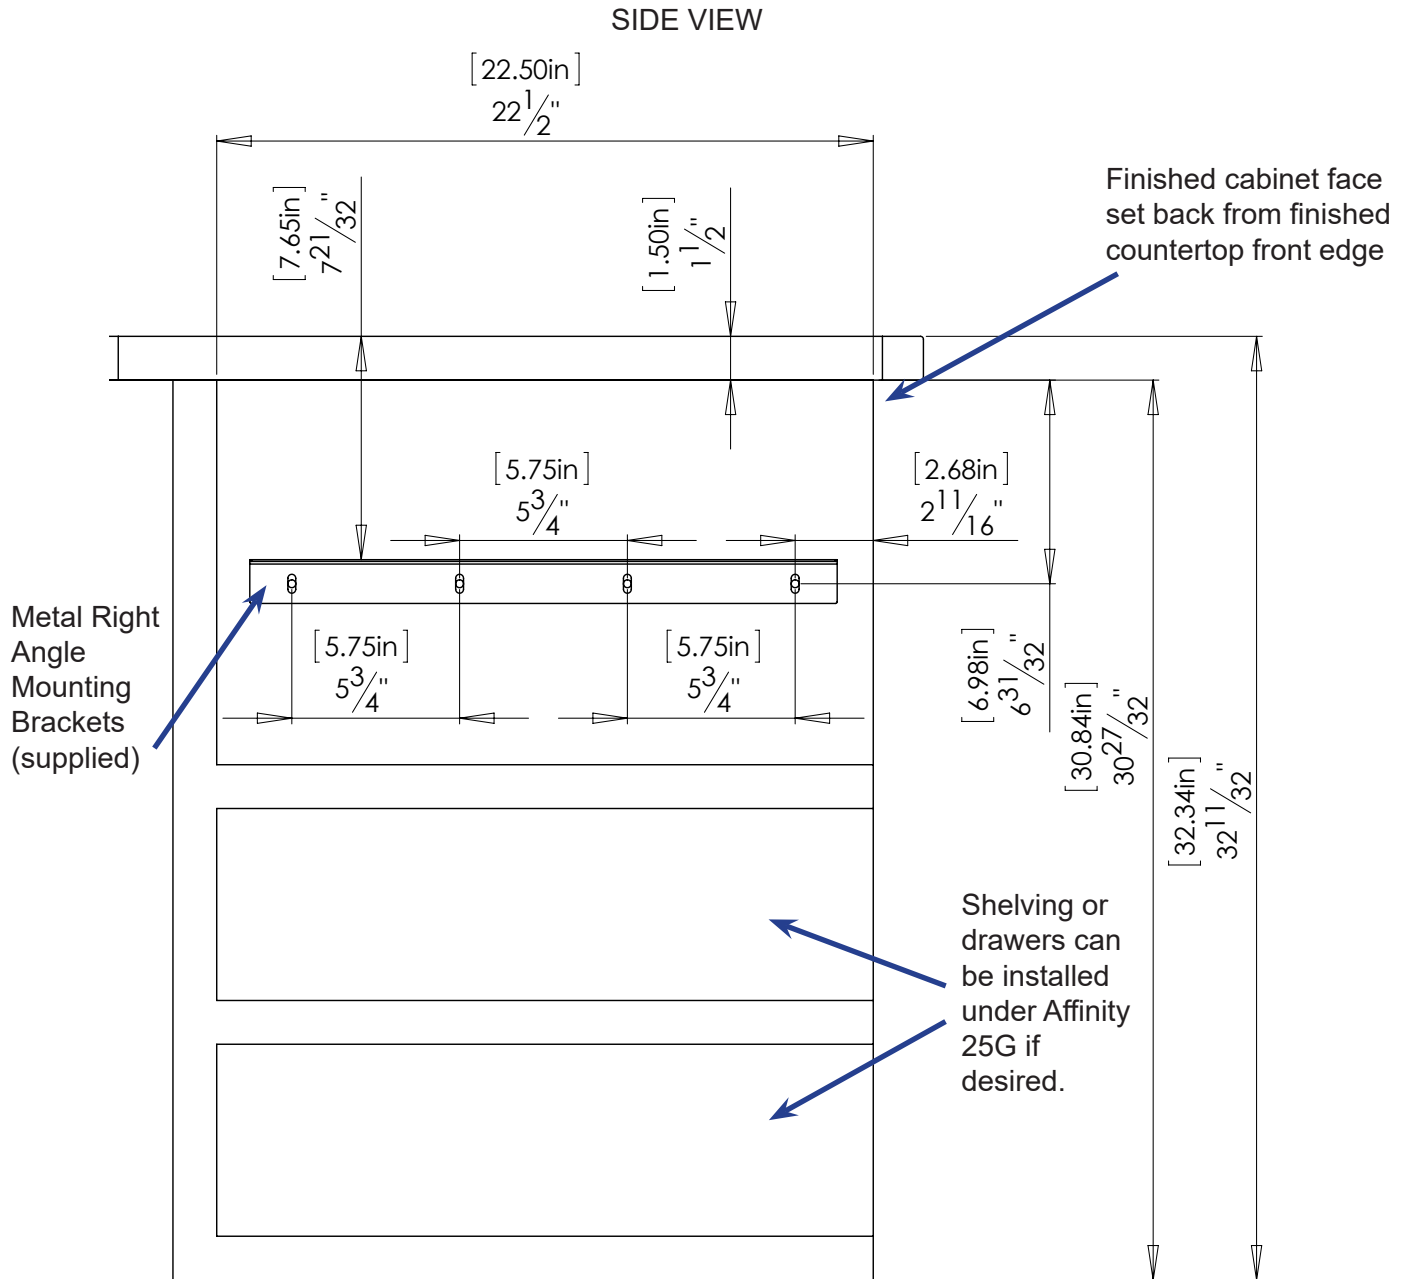 SIDE VIEW
[22.50in]
22 1/2"
[7.65in]
7 21/32"
[1.50in]
1 1/2"
Finished cabinet face
set back from finished
countertop front edge
[5.75in]
5 3/4"
[2.68in]
2 11/16"
Metal Right
Angle
Mounting
Brackets
(supplied)
[5.75in]
5 3/4"
[5.75in]
5 3/4"
[6.98in]
6 31/32"
[30.84in]
30 27/32"
[32.34in]
32 11/32"
Shelving or
drawers can
be installed
under Affinity
25G if
desired.